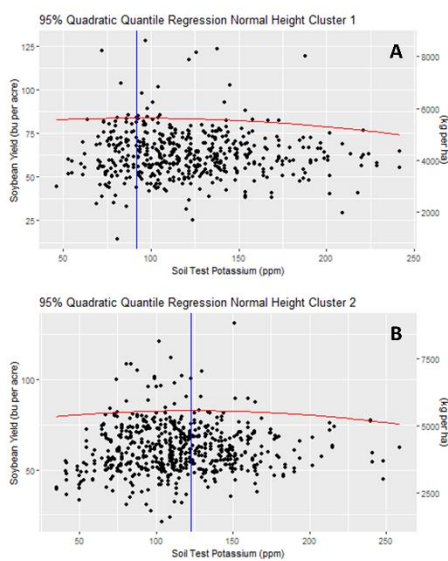 95% Quadratic Quantile Regression Normal Height Cluster 1
A
125
100
75
50
25
8000
6000
4000
2000
Soybean Yield (bu per acre)
(kg per ha)
50 100 150 200 250
Soil Test Potassium (ppm)
95% Quadratic Quantile Regression Normal Height Cluster 2
B
100
50
7500
5000
2500
Soybean Yield (bu per acre)
(kg per ha)
50 100 150 200 250
Soil Test Potassium (ppm)